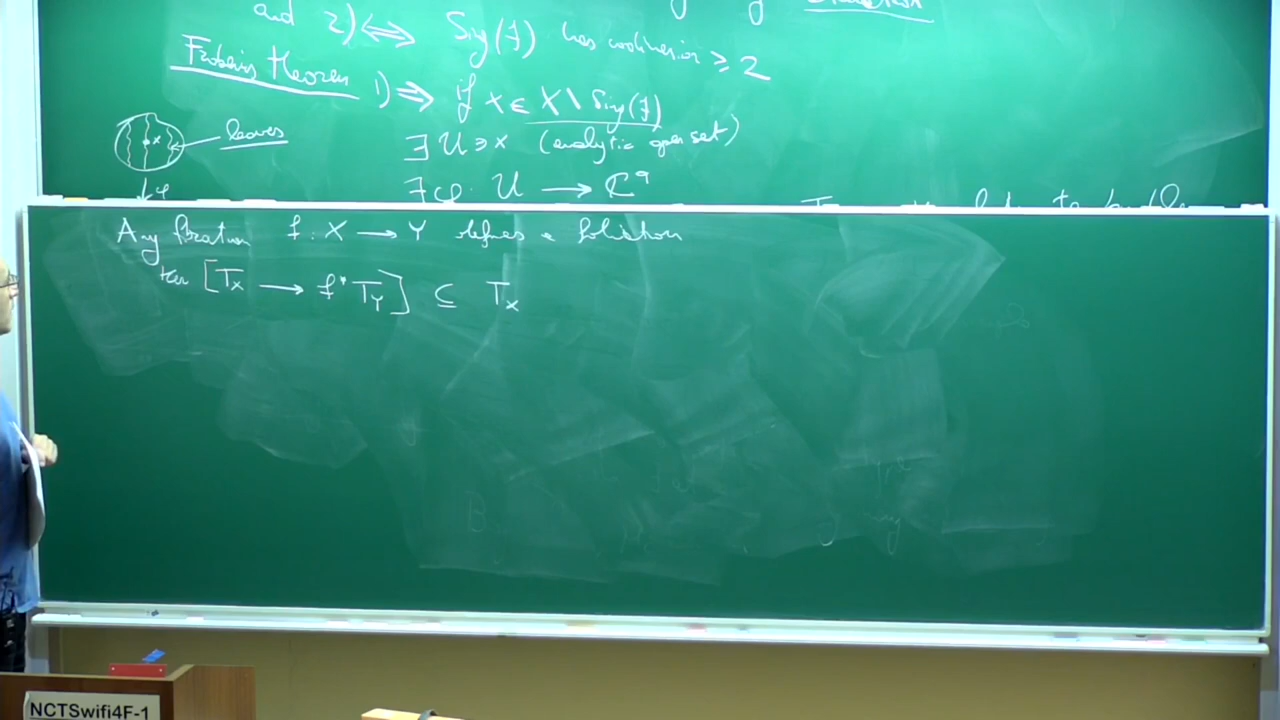 and 2) ⟺ Sing(F) has codimension ≥ 2
Frobenius theorem 1) ⟹ if x ∈ X \ Sing(F)
leaves
∃ U ∋ x (analytic open set)
∃ φ : U → ℂ^q
x
φ
Any fibration f : X → Y defines a foliation
ker [T_X → f* T_Y] ⊆ T_X
NCTSwifi4F-1